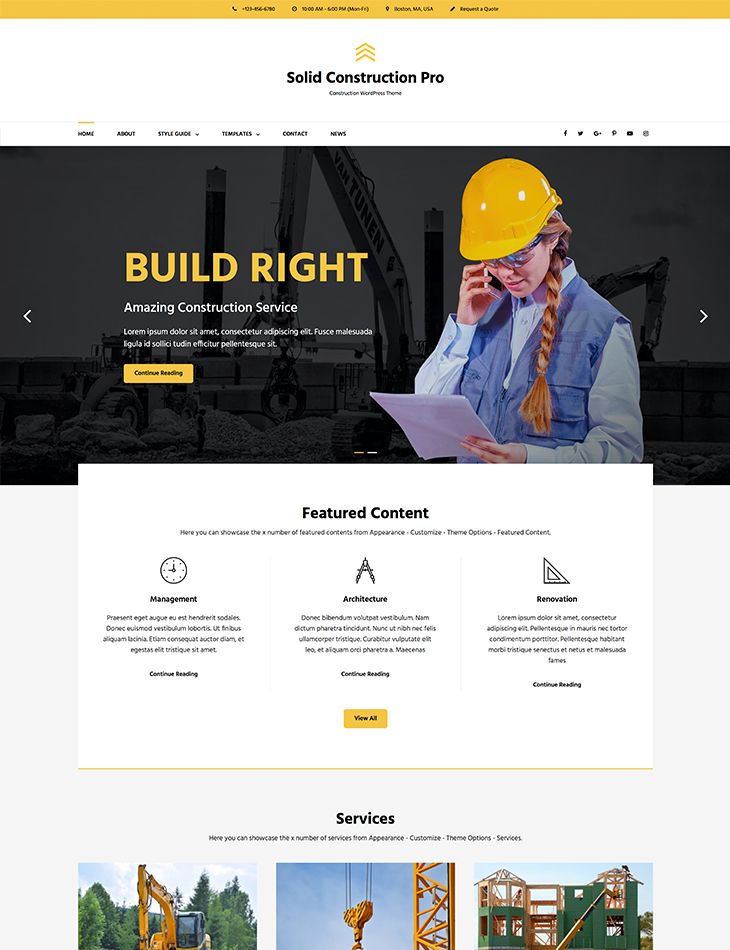 +123-456-6780 10:00 AM - 6:00 PM (Mon-Fri) Boston, MA, USA Request a Quote
Solid Construction Pro
Construction WordPress Theme
HOME ABOUT STYLE GUIDE TEMPLATES CONTACT NEWS
VAN TUNEN
BUILD RIGHT
Amazing Construction Service
Lorem ipsum dolor sit amet, consectetur adipiscing elit. Fusce malesuada
ligula id sollici tudin efficitur pellentesque sit.
Continue Reading
Featured Content
Here you can showcase the x number of featured contents from Appearance - Customize - Theme Options - Featured Content.
Management
Praesent eget augue eu est hendrerit sodales.
Donec euismod vestibulum lobortis. Ut finibus
aliquam lacinia. Etiam consequat auctor diam, et
egestas elit tristique sit amet.
Continue Reading
Architecture
Donec bibendum volutpat vestibulum. Nam
dictum pharetra tincidunt. Nunc ut nibh nec felis
ullamcorper tristique. Curabitur vulputate elit
leo, et aliquam orci pharetra a. Maecenas
Continue Reading
Renovation
Lorem ipsum dolor sit amet, consectetur
adipiscing elit. Pellentesque in mauris nec tortor
condimentum porttitor. Pellentesque habitant
morbi tristique senectus et netus et malesuada
fames
Continue Reading
View All
Services
Here you can showcase the x number of services from Appearance - Customize - Theme Options - Services.